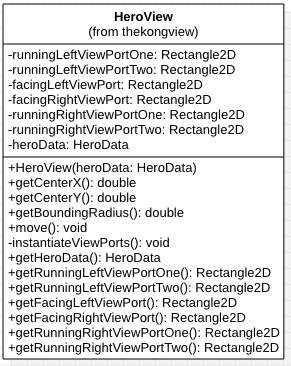 HeroView
(from thekongview)
-runningLeftViewPortOne: Rectangle2D
-runningLeftViewPortTwo: Rectangle2D
-facingLeftViewPort: Rectangle2D
-facingRightViewPort: Rectangle2D
-runningRightViewPortOne: Rectangle2D
-runningRightViewPortTwo: Rectangle2D
-heroData: HeroData
+HeroView(heroData: HeroData)
+getCenterX(): double
+getCenterY(): double
+getBoundingRadius(): double
+move(): void
-instantiateViewPorts(): void
+getHeroData(): HeroData
+getRunningLeftViewPortOne(): Rectangle2D
+getRunningLeftViewPortTwo(): Rectangle2D
+getFacingLeftViewPort(): Rectangle2D
+getFacingRightViewPort(): Rectangle2D
+getRunningRightViewPortOne(): Rectangle2D
+getRunningRightViewPortTwo(): Rectangle2D